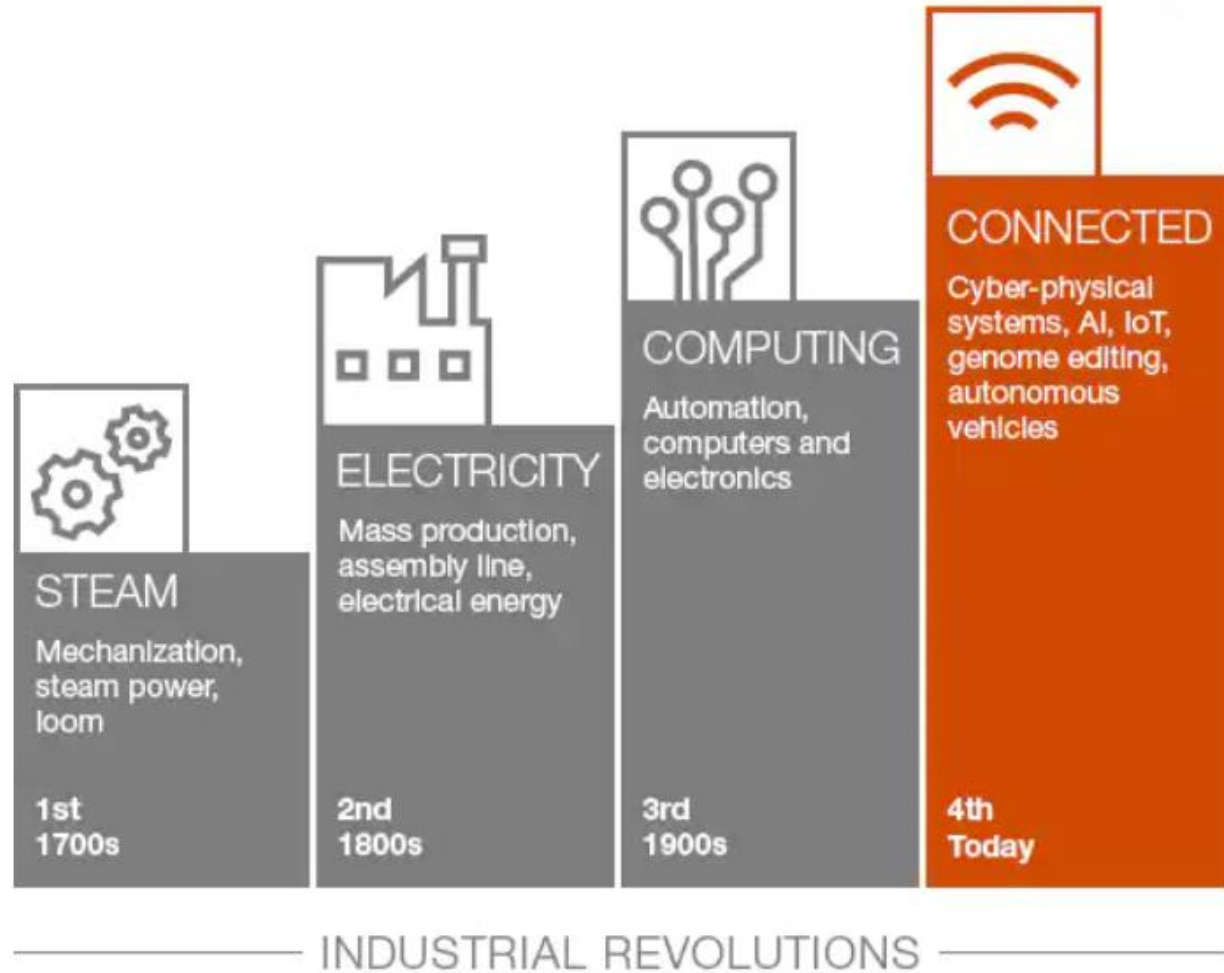 STEAM
Mechanization,
steam power,
loom
1st
1700s
ELECTRICITY
Mass production,
assembly line,
electrical energy
2nd
1800s
COMPUTING
Automation,
computers and
electronics
3rd
1900s
CONNECTED
Cyber-physical
systems, AI, IoT,
genome editing,
autonomous
vehicles
4th
Today
INDUSTRIAL REVOLUTIONS